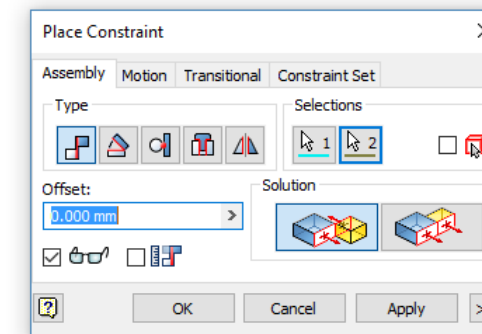 Place Constraint
Assembly Motion Transitional Constraint Set
Type Selections
1 2
Offset: Solution
0.000 mm >
? OK Cancel Apply >